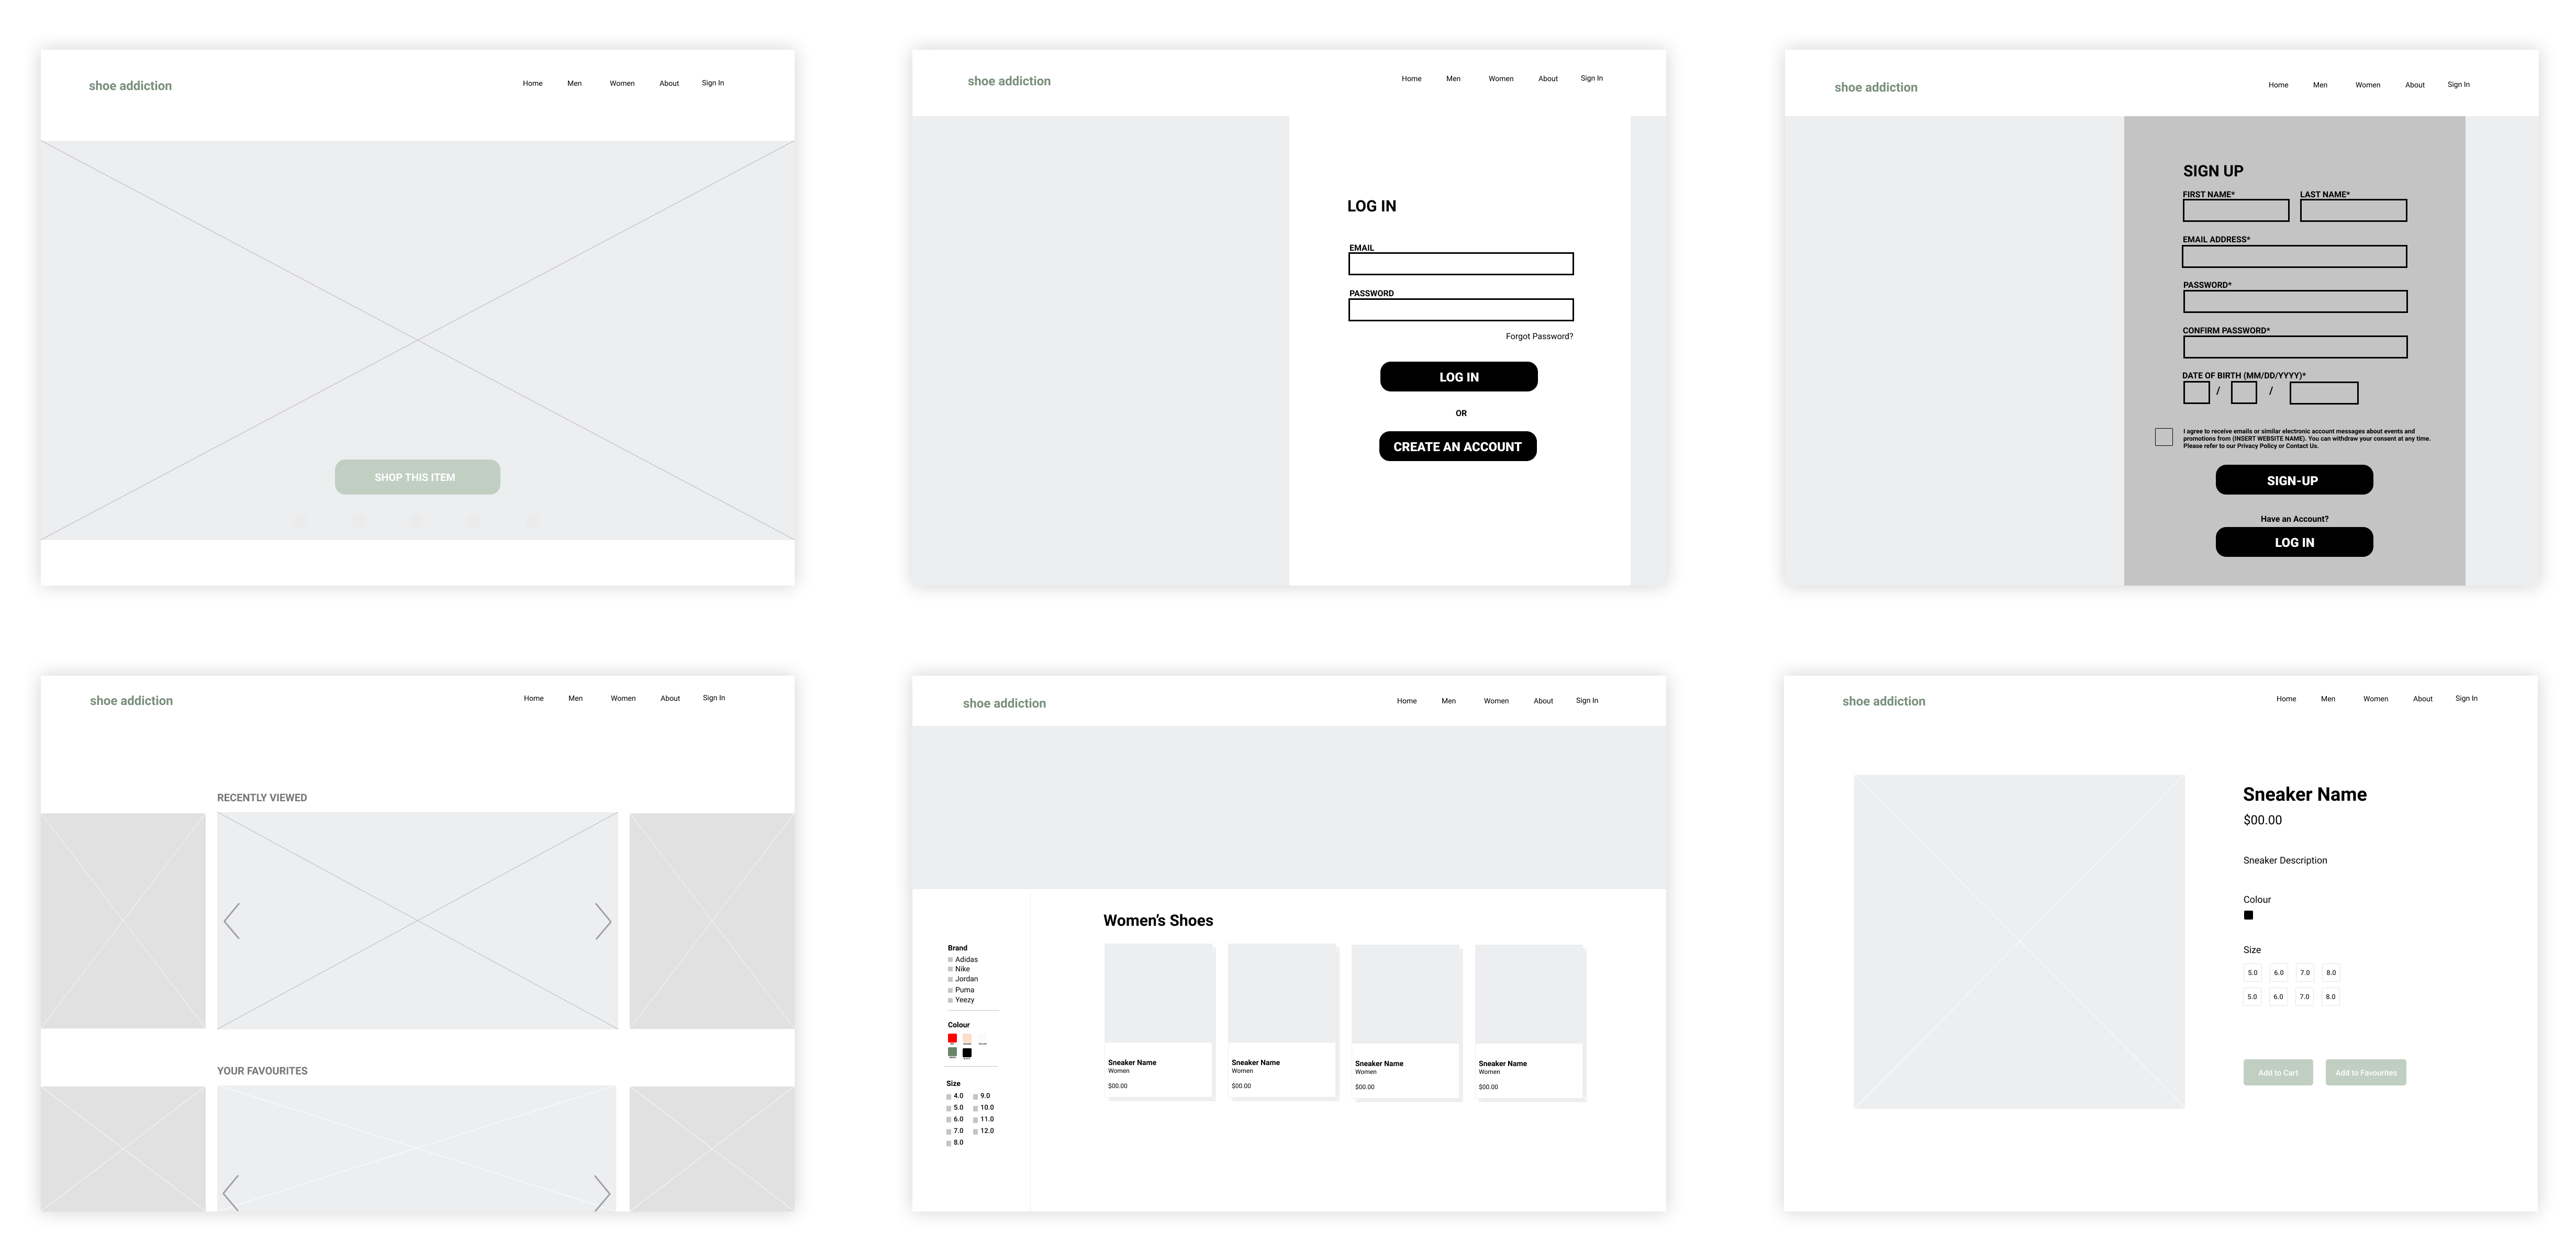 shoe addiction
Home Men Women About Sign In
SHOP THIS ITEM
shoe addiction
Home Men Women About Sign In
LOG IN
EMAIL
PASSWORD
Forgot Password?
LOG IN
OR
CREATE AN ACCOUNT
shoe addiction
Home Men Women About Sign In
SIGN UP
FIRST NAME* LAST NAME*
EMAIL ADDRESS*
PASSWORD*
CONFIRM PASSWORD*
DATE OF BIRTH (MM/DD/YYYY)*
/ /
I agree to receive emails or similar electronic account messages about events and
promotions from (INSERT WEBSITE NAME). You can withdraw your consent at any time.
Please refer to our Privacy Policy or Contact Us.
SIGN-UP
Have an Account?
LOG IN
shoe addiction
Home Men Women About Sign In
RECENTLY VIEWED
YOUR FAVOURITES
shoe addiction
Home Men Women About Sign In
Women's Shoes
Brand
Adidas
Nike
Jordan
Puma
Yeezy
Colour
Size
4.0 9.0
5.0 10.0
6.0 11.0
7.0 12.0
8.0
Sneaker Name
Women
$00.00
Sneaker Name
Women
$00.00
Sneaker Name
Women
$00.00
Sneaker Name
Women
$00.00
shoe addiction
Home Men Women About Sign In
Sneaker Name
$00.00
Sneaker Description
Colour
Size
5.0 6.0 7.0 8.0
5.0 6.0 7.0 8.0
Add to Cart Add to Favourites